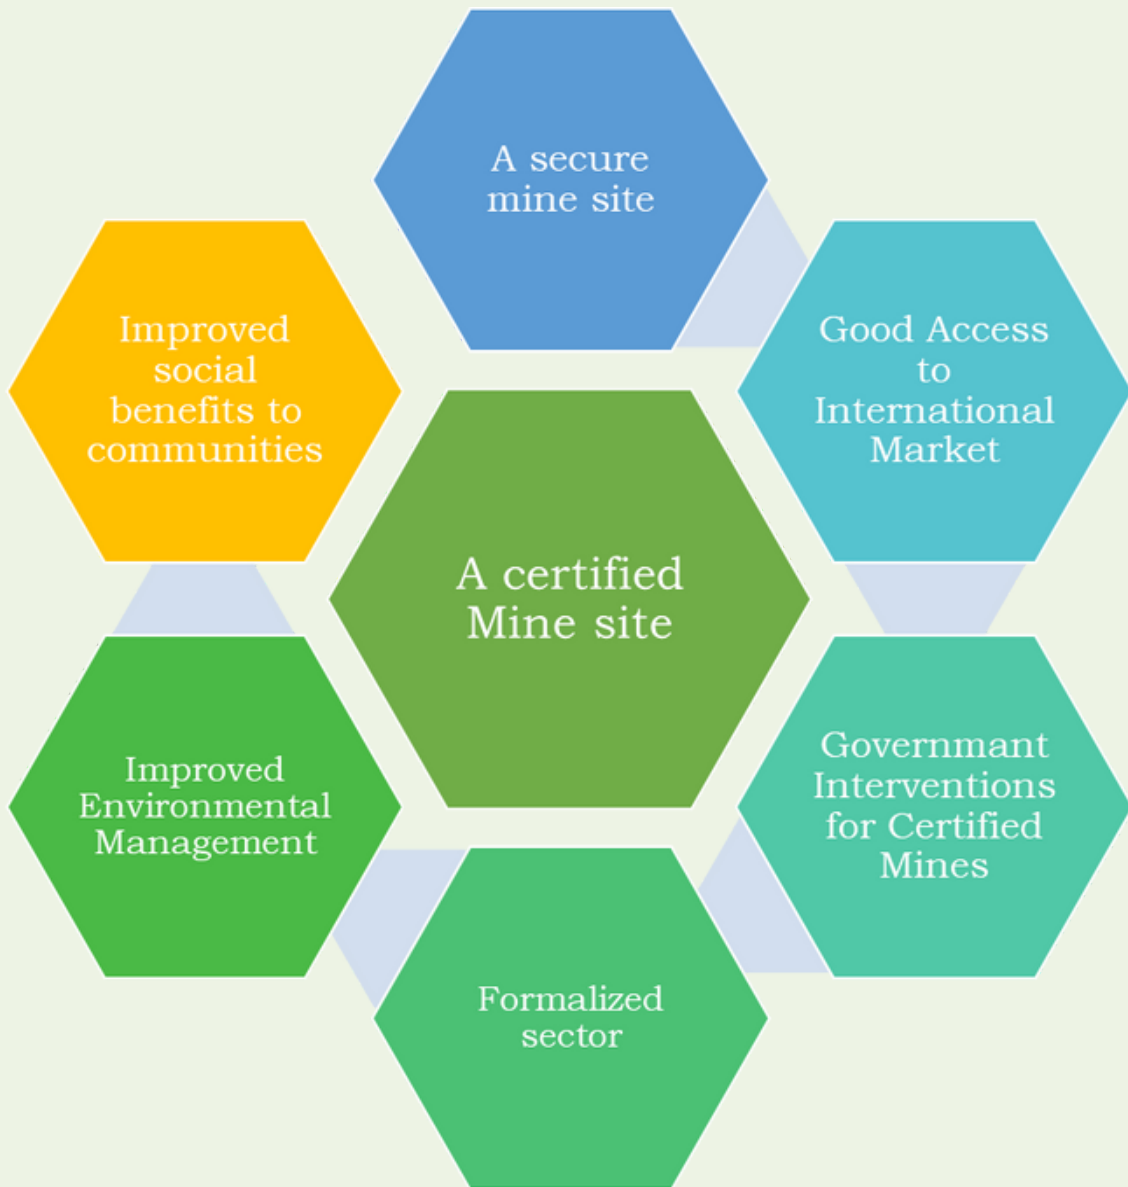 A secure
mine site
Good Access
to
International
Market
Governmant
Interventions
for Certified
Mines
Formalized
sector
Improved
Environmental
Management
Improved
social
benefits to
communities
A certified
Mine site